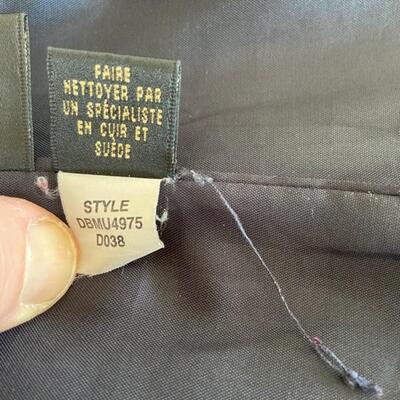 FAIRE
NETTOYER PAR
UN SPÉCIALISTE
EN CUIR ET
SUÈDE
STYLE
DBMU4975
D038